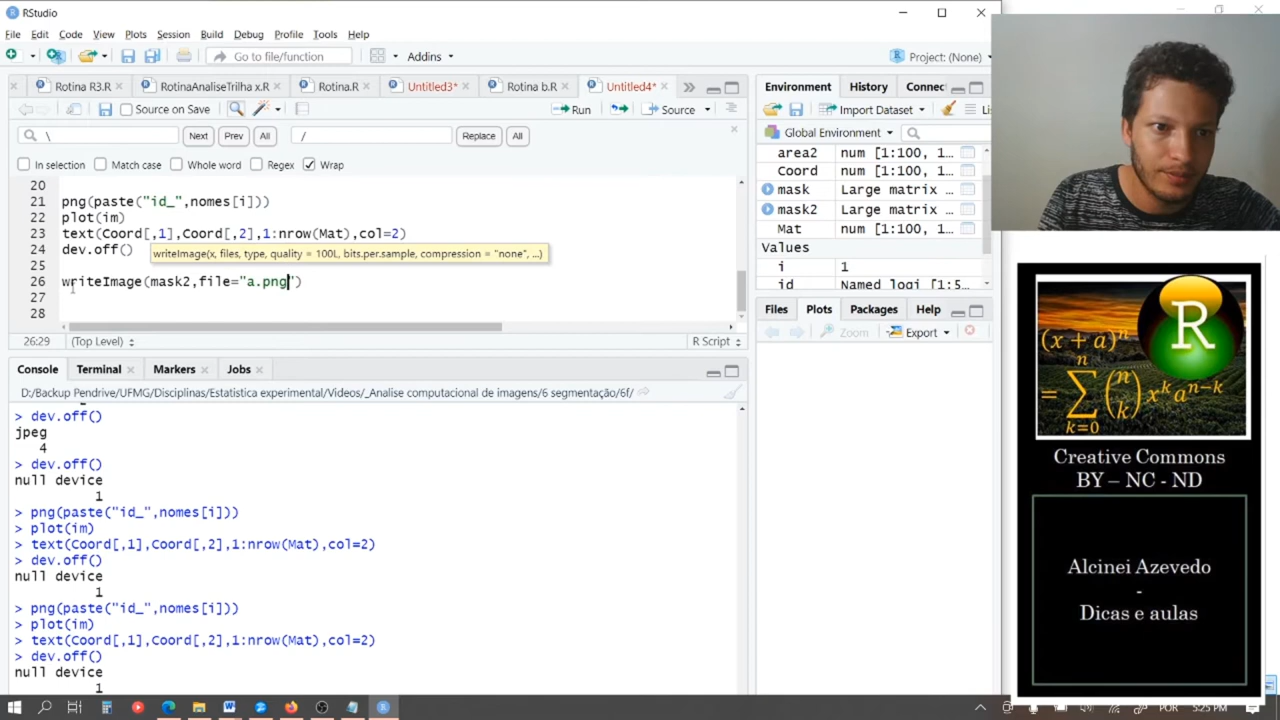 RStudio
File Edit Code View Plots Session Build Debug Profile Tools Help
Go to file/function Addins Project: (None)
Rotina R3.R RotinaAnaliseTrilha x.R Rotina.R Untitled3* Rotina b.R Untitled4*
Source on Save Run Source
\ Next Prev All / Replace All
In selection Match case Whole word Regex Wrap
20
21 png(paste("id_",nomes[i]))
22 plot(im)
23 text(Coord[,1],Coord[,2],1:nrow(Mat),col=2)
24 dev.off()
writeImage(x, files, type, quality = 100L, bits.per.sample, compression = "none", ...)
25
26 writeImage(mask2,file="a.png")
27
28
26:29 (Top Level) R Script
Console Terminal Markers Jobs
D:/Backup Pendrive/UFMG/Disciplinas/Estatistica experimental/Videos/_Analise computacional de imagens/6 segmentação/6f/
> dev.off()
jpeg
4
> dev.off()
null device
1
> png(paste("id_",nomes[i]))
> plot(im)
> text(Coord[,1],Coord[,2],1:nrow(Mat),col=2)
> dev.off()
null device
1
> png(paste("id_",nomes[i]))
> plot(im)
> text(Coord[,1],Coord[,2],1:nrow(Mat),col=2)
> dev.off()
null device
1
Environment History Connec
Import Dataset
Global Environment
area2 num [1:100, 1…
Coord num [1:100, 1…
mask Large matrix …
mask2 Large matrix …
Mat num [1:100, 1…
Values
i 1
id Named logi [1:5…
Files Plots Packages Help
Zoom Export
R
(x + a)^n
= ∑ n k=0 (n k) x^k a^{n−k}
Creative Commons
BY – NC - ND
Alcinei Azevedo
-
Dicas e aulas
POR 5:25 PM